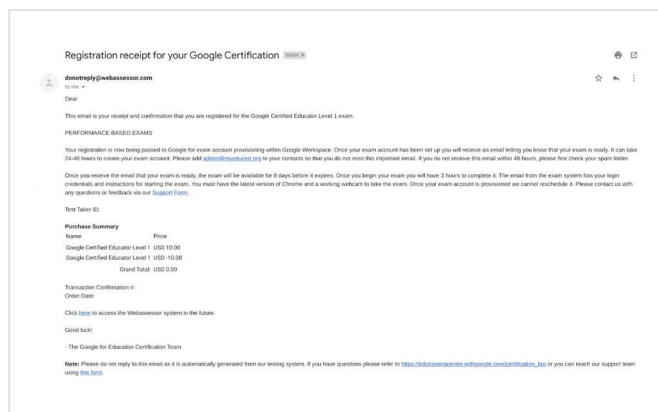 Registration receipt for your Google Certification Inbox ×
donotreply@webassessor.com
to me
Dear
This email is your receipt and confirmation that you are registered for the Google Certified Educator Level 1 exam.
PERFORMANCE BASED EXAMS
Your registration is now being passed to Google for exam account provisioning within Google Workspace. Once your exam account has been set up you will receive an email letting you know that your exam is ready. It can take
24-48 hours to create your exam account. Please add admin@myeducert.org to your contacts so that you do not miss this important email. If you do not receive this email within 48 hours, please first check your spam folder.
Once you receive the email that your exam is ready, the exam will be available for 8 days before it expires. Once you begin your exam you will have 3 hours to complete it. The email from the exam system has your login
credentials and instructions for starting the exam. You must have the latest version of Chrome and a working webcam to take the exam. Once your exam account is provisioned we cannot reschedule it. Please contact us with
any questions or feedback via our Support Form.
Test Taker ID:
Purchase Summary
Name Price
Google Certified Educator Level 1 USD 10.00
Google Certified Educator Level 1 USD -10.00
Grand Total: USD 0.00
Transaction Confirmation #:
Order Date:
Click here to access the Webassessor system in the future.
Good luck!
- The Google for Education Certification Team
Note: Please do not reply to this email as it is automatically generated from our testing system. If you have questions please refer to https://edutrainingcenter.withgoogle.com/certification_faq or you can reach our support team
using this form.